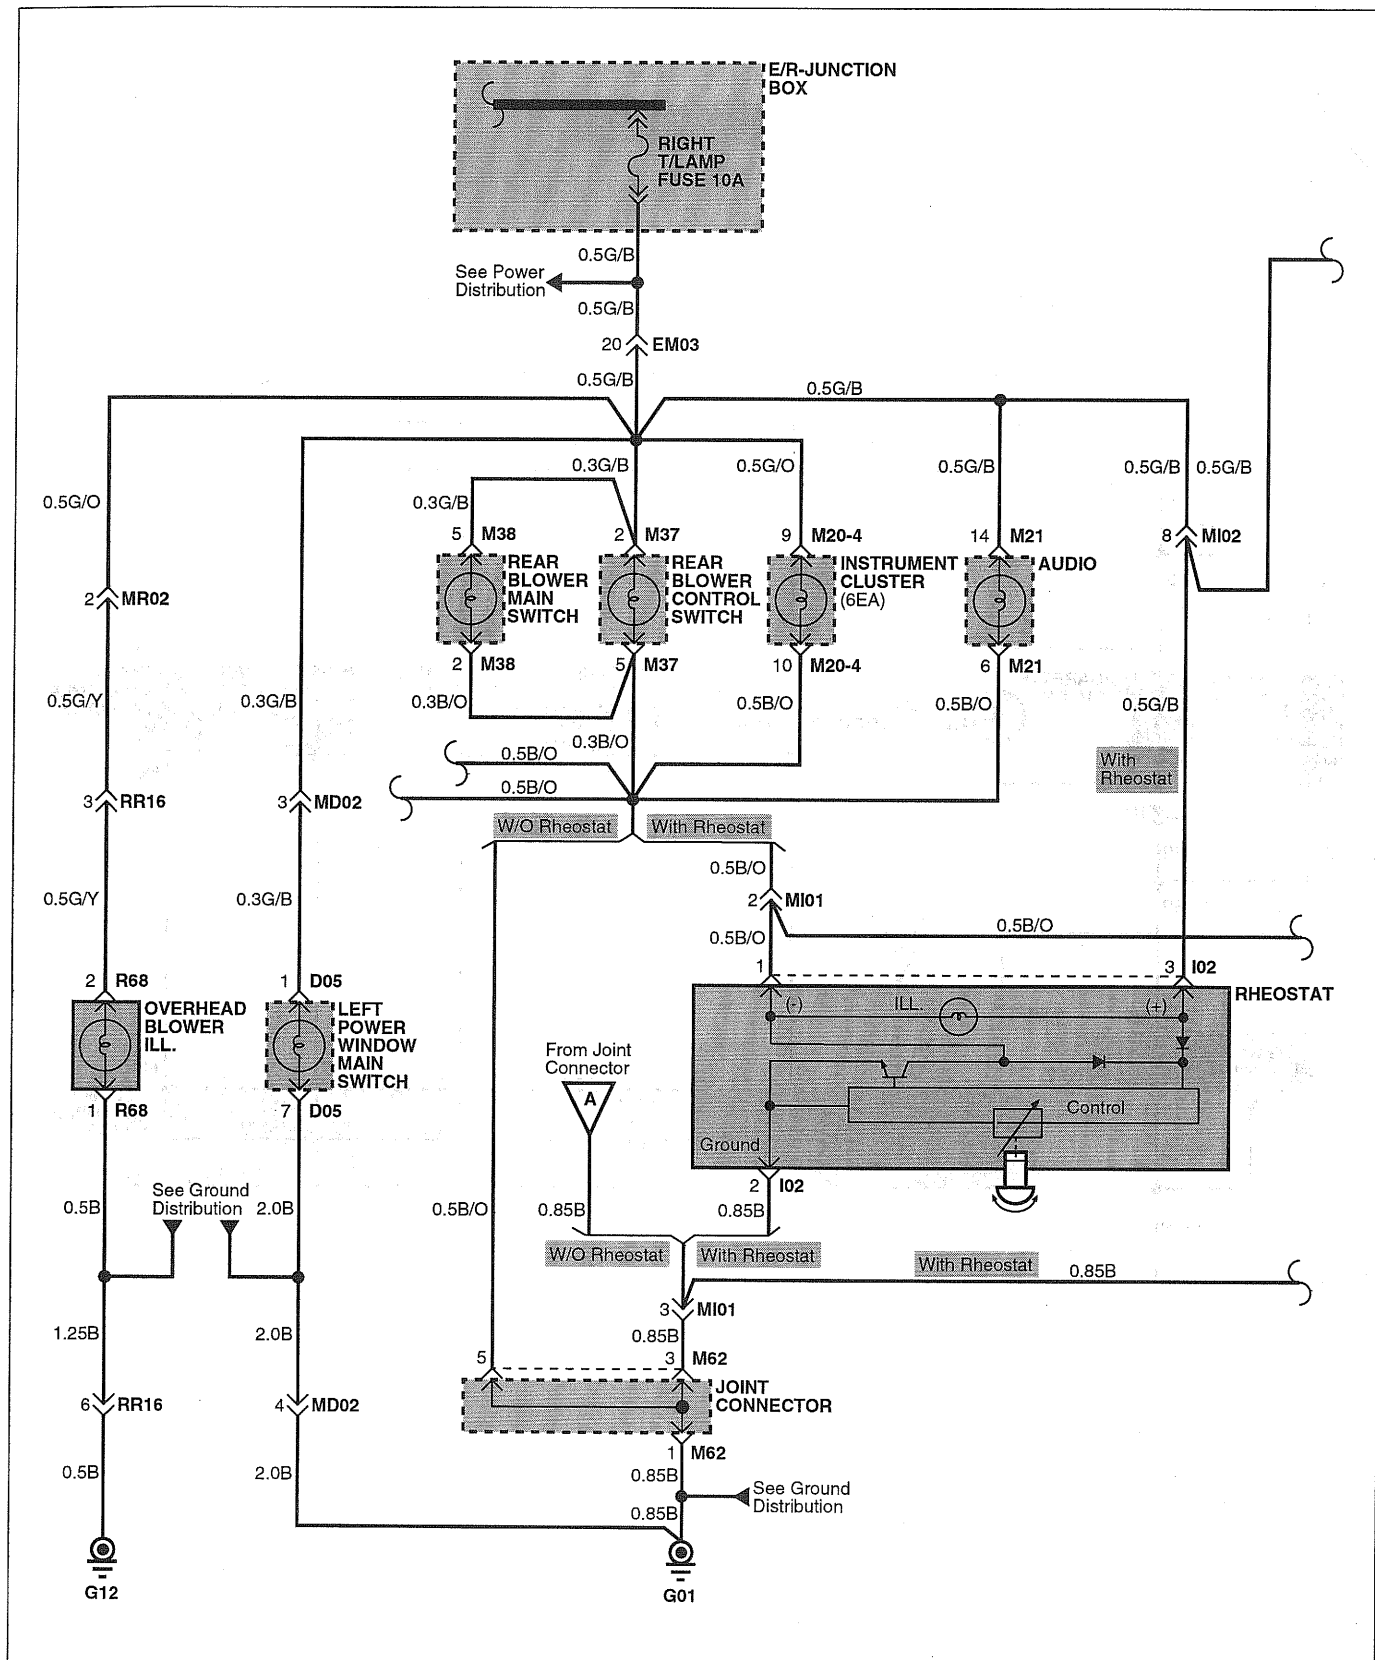 E/R-JUNCTION
BOX
RIGHT
T/LAMP
FUSE 10A
0.5G/B
See Power
Distribution
0.5G/B
20 EM03
0.5G/B
0.5G/B
0.3G/B
0.5G/O
0.5G/B
0.5G/B
0.5G/B
0.5G/O
0.3G/B
5 M38
2 M37
9 M20-4
14 M21
8 MI02
REAR
BLOWER
MAIN
SWITCH
REAR
BLOWER
CONTROL
SWITCH
INSTRUMENT
CLUSTER
(6EA)
AUDIO
2 MR02
2 M38
5 M37
10 M20-4
6 M21
0.5G/Y
0.3G/B
0.3B/O
0.5B/O
0.5B/O
0.5G/B
0.3B/O
0.5B/O
0.5B/O
With
Rheostat
3 RR16
3 MD02
W/O Rheostat
With Rheostat
0.5B/O
0.5G/Y
0.3G/B
2 MI01
0.5B/O
0.5B/O
2 R68
1 D05
1
3 I02
RHEOSTAT
(-)
ILL.
(+)
OVERHEAD
BLOWER
ILL.
LEFT
POWER
WINDOW
MAIN
SWITCH
From Joint
Connector
A
Control
Ground
1 R68
7 D05
2 I02
See Ground
Distribution
0.5B
2.0B
0.5B/O
0.85B
0.85B
W/O Rheostat
With Rheostat
With Rheostat
0.85B
3 MI01
1.25B
2.0B
0.85B
5
3 M62
JOINT
CONNECTOR
6 RR16
4 MD02
1 M62
0.5B
2.0B
0.85B
See Ground
Distribution
0.85B
G12
G01